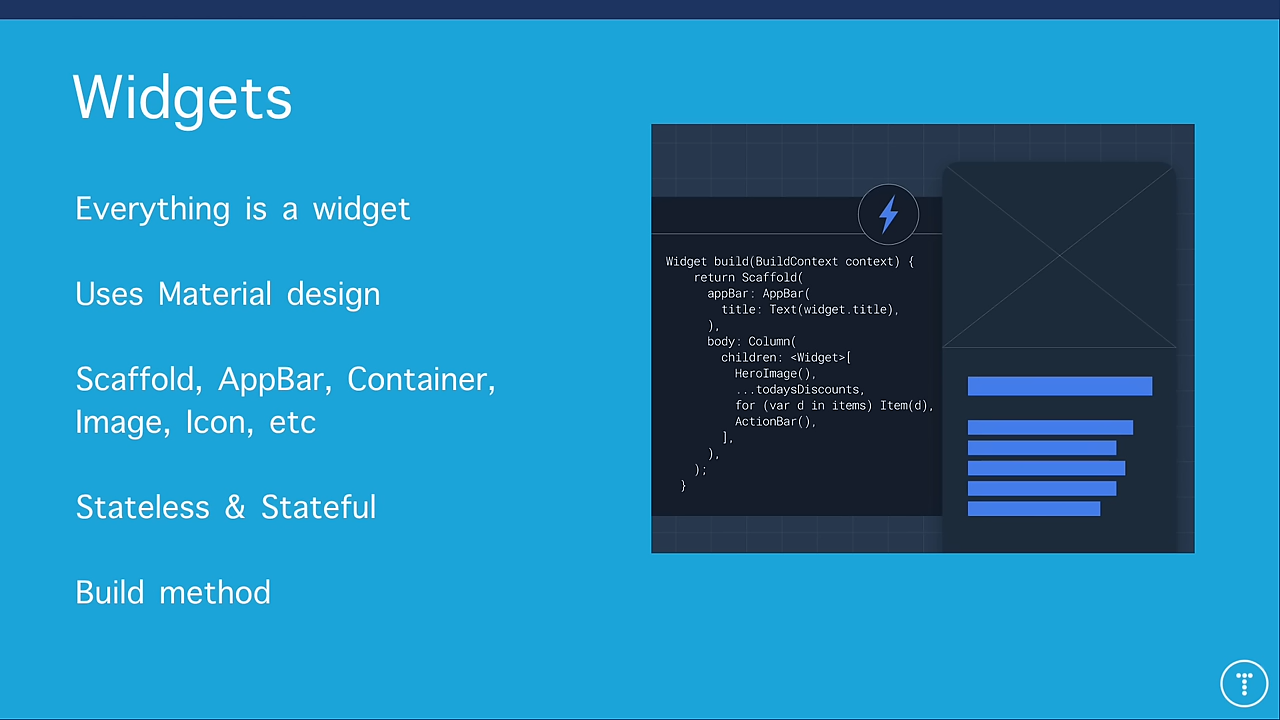 Widgets
Everything is a widget
Uses Material design
Scaffold, AppBar, Container,
Image, Icon, etc
Stateless & Stateful
Build method
Widget build(BuildContext context) {
    return Scaffold(
      appBar: AppBar(
        title: Text(widget.title),
      ),
      body: Column(
        children: <Widget>[
          HeroImage(),
          ...todaysDiscounts,
          for (var d in items) Item(d),
          ActionBar(),
        ],
      ),
    );
  }
T